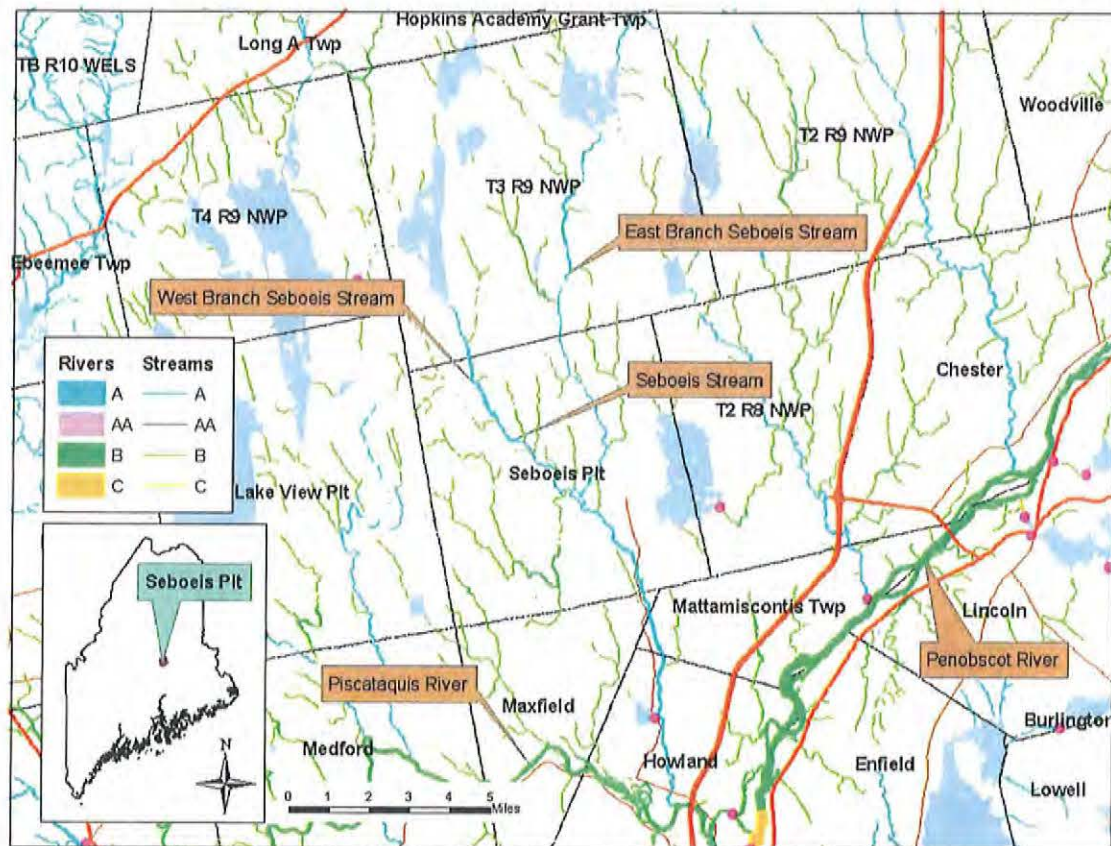 Hopkins Academy Grant Twp
Long A Twp
TB R10 WELS
Woodville
T2 R9 NWP
T3 R9 NWP
T4 R9 NWP
East Branch Seboeis Stream
Ebeemee Twp
West Branch Seboeis Stream
Rivers Streams
A A
AA AA
B B
C C
Chester
Seboeis Stream
T2 R8 NWP
Seboeis Plt
Lake View Plt
Seboeis Plt
Mattamiscontis Twp
Lincoln
Penobscot River
Piscataquis River
Maxfield
Burlington
Medford
Howland
Enfield
Lowell
N
0 1 2 3 4 5
Miles